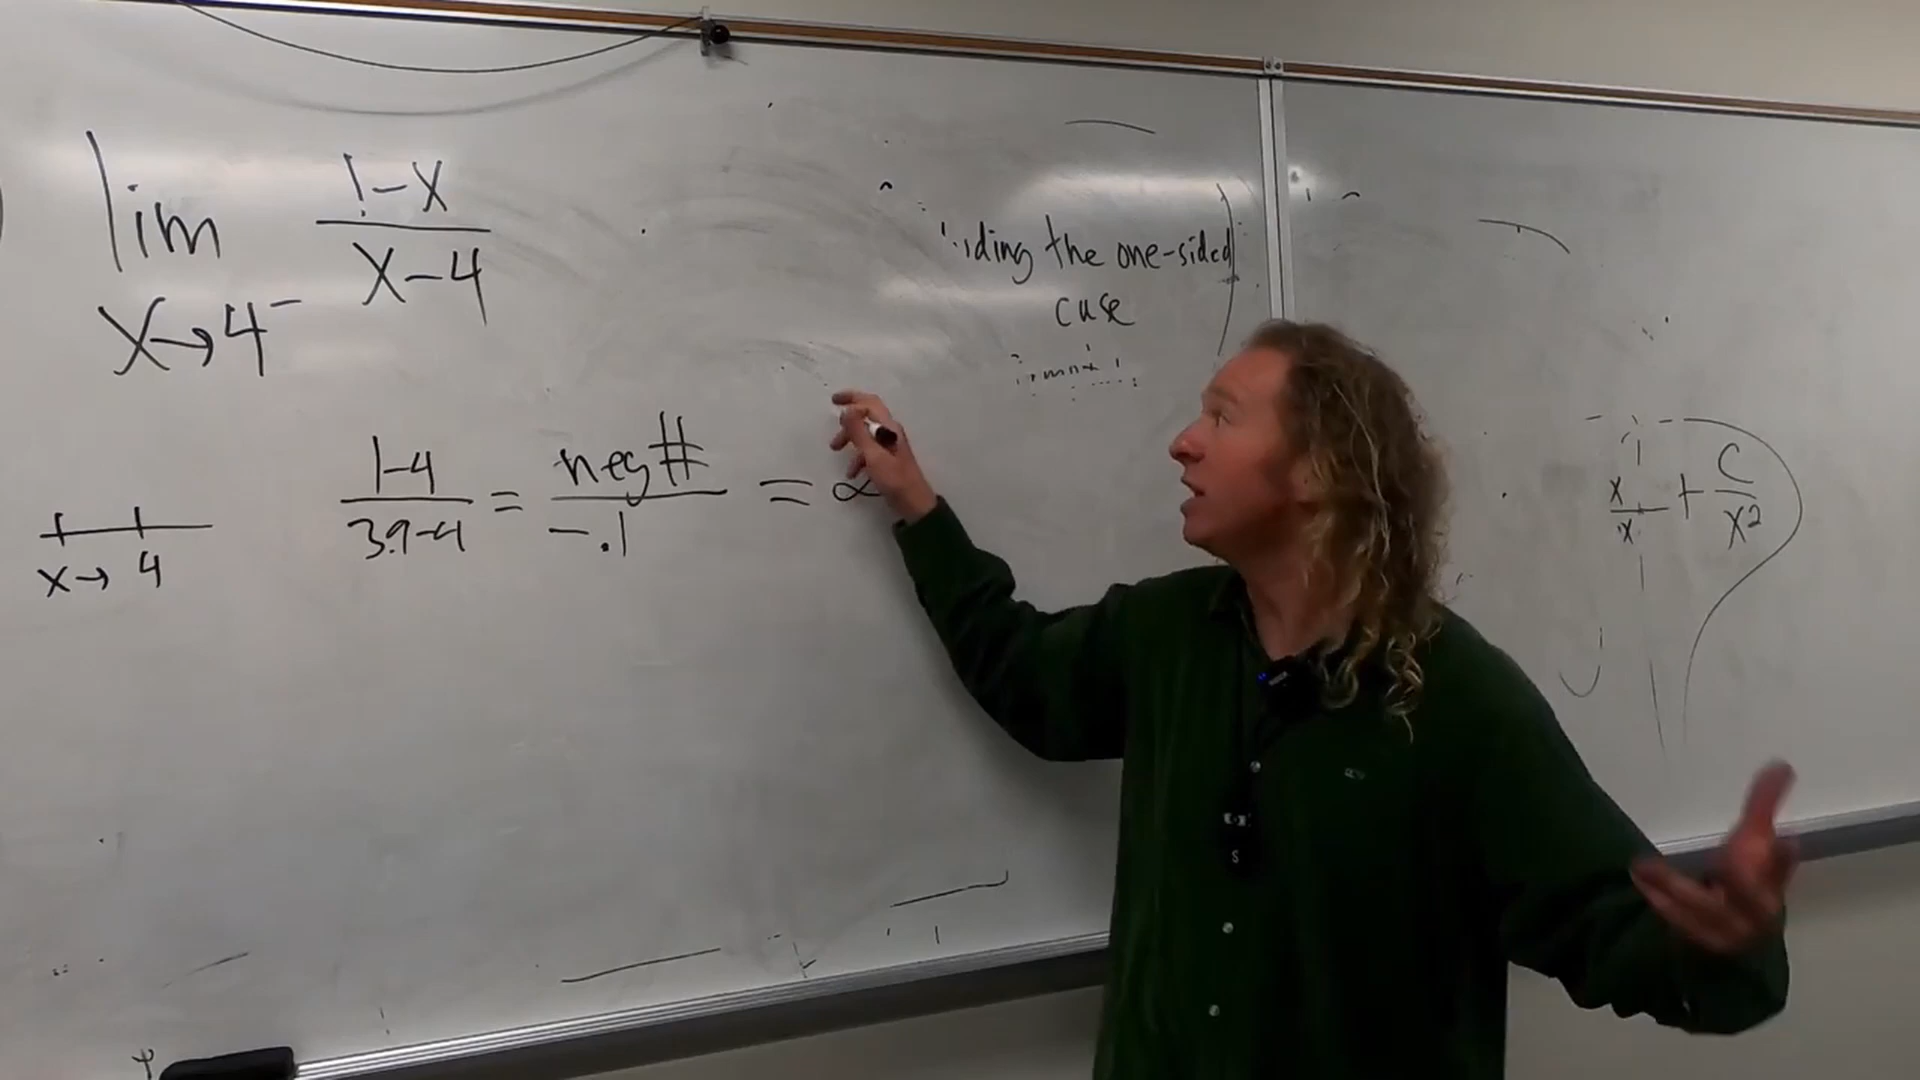 lim 1-x
x-4
x→4⁻
the one-sided
case
1-4 = neg# = ∞
3.9-4 -.1
x→ 4
x + C
x x²